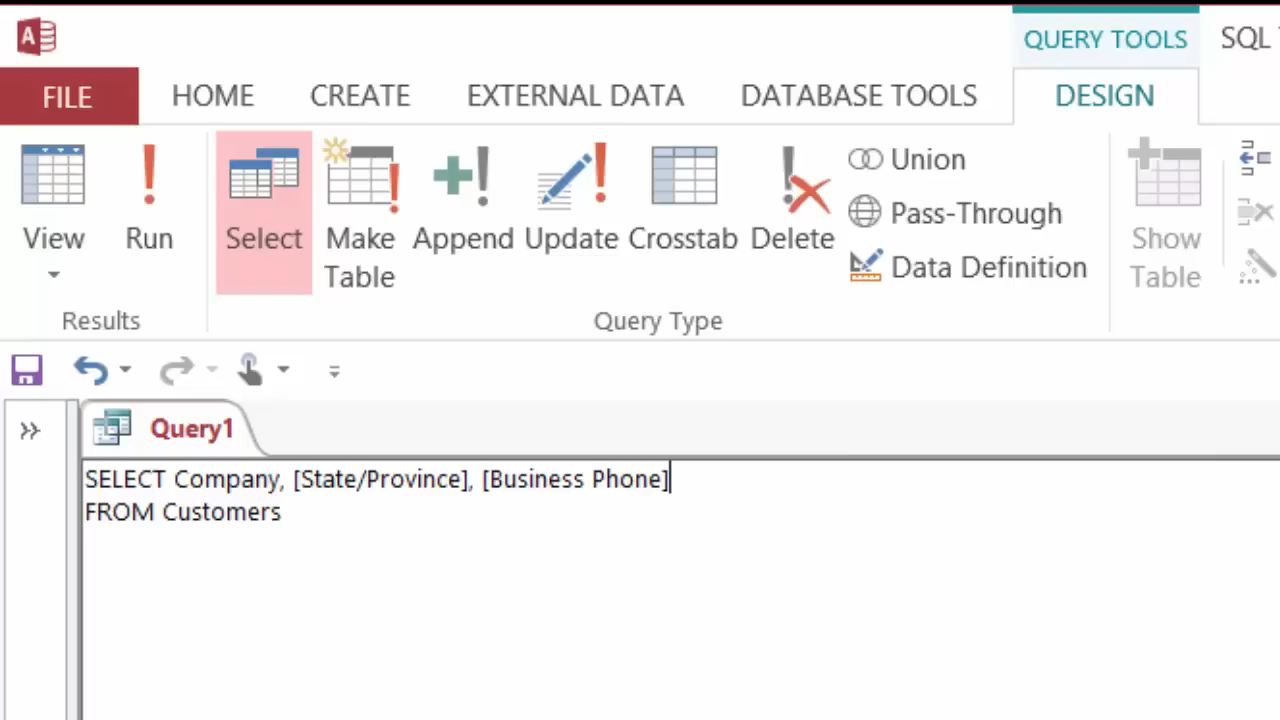 A
QUERY TOOLS
SQL
FILE
HOME
CREATE
EXTERNAL DATA
DATABASE TOOLS
DESIGN
View
Run
Select
Make Table
Append
Update
Crosstab
Delete
Union
Pass-Through
Data Definition
Show Table
Results
Query Type
Query1
SELECT Company, [State/Province], [Business Phone]
FROM Customers